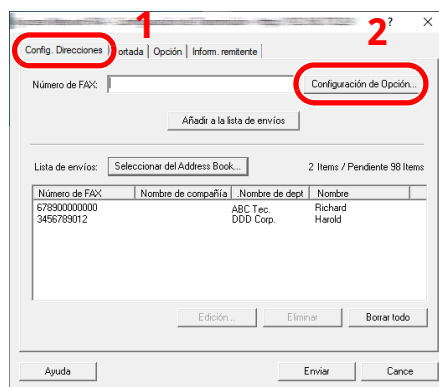 1
2
? ×
Config. Direcciones ortada Opción Inform. remitente
Número de FAX: Configuración de Opción...
Añadir a la lista de envíos
Lista de envíos: Seleccionar del Address Book... 2 Items / Pendiente 98 Items
Número de FAX Nombre de compañía .Nombre de dept Nombre
678900000000 ABC Tec. Richard
3456789012 DDD Corp. Harold
Edición... Eliminar Borrar todo
Ayuda Enviar Cance